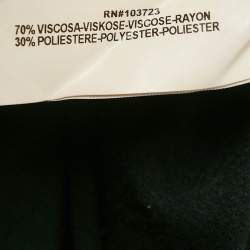 RN#103723
70% VISCOSA-VISKOSE-VISCOSE-RAYON
30% POLIESTERE-POLYESTER-POLIESTER